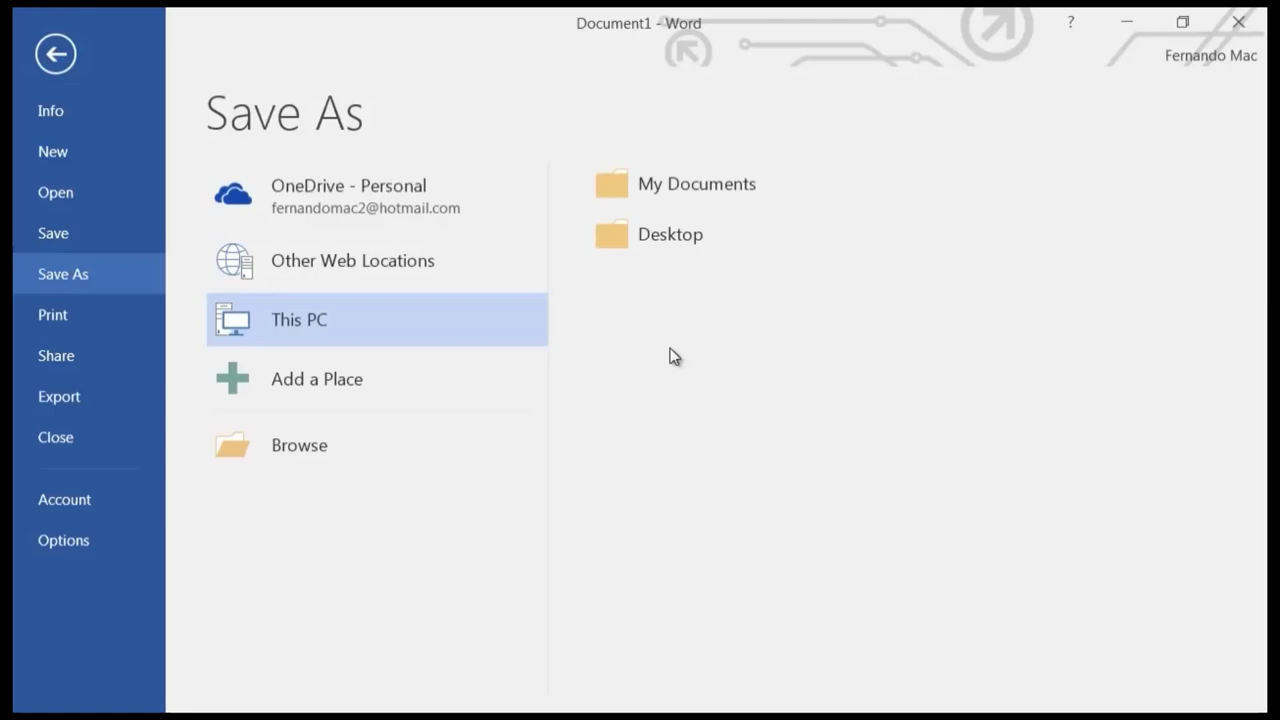 Document1 - Word
?
Fernando Mac
Info
New
Open
Save
Save As
Print
Share
Export
Close
Account
Options
Save As
OneDrive - Personal
fernandomac2@hotmail.com
Other Web Locations
This PC
Add a Place
Browse
My Documents
Desktop